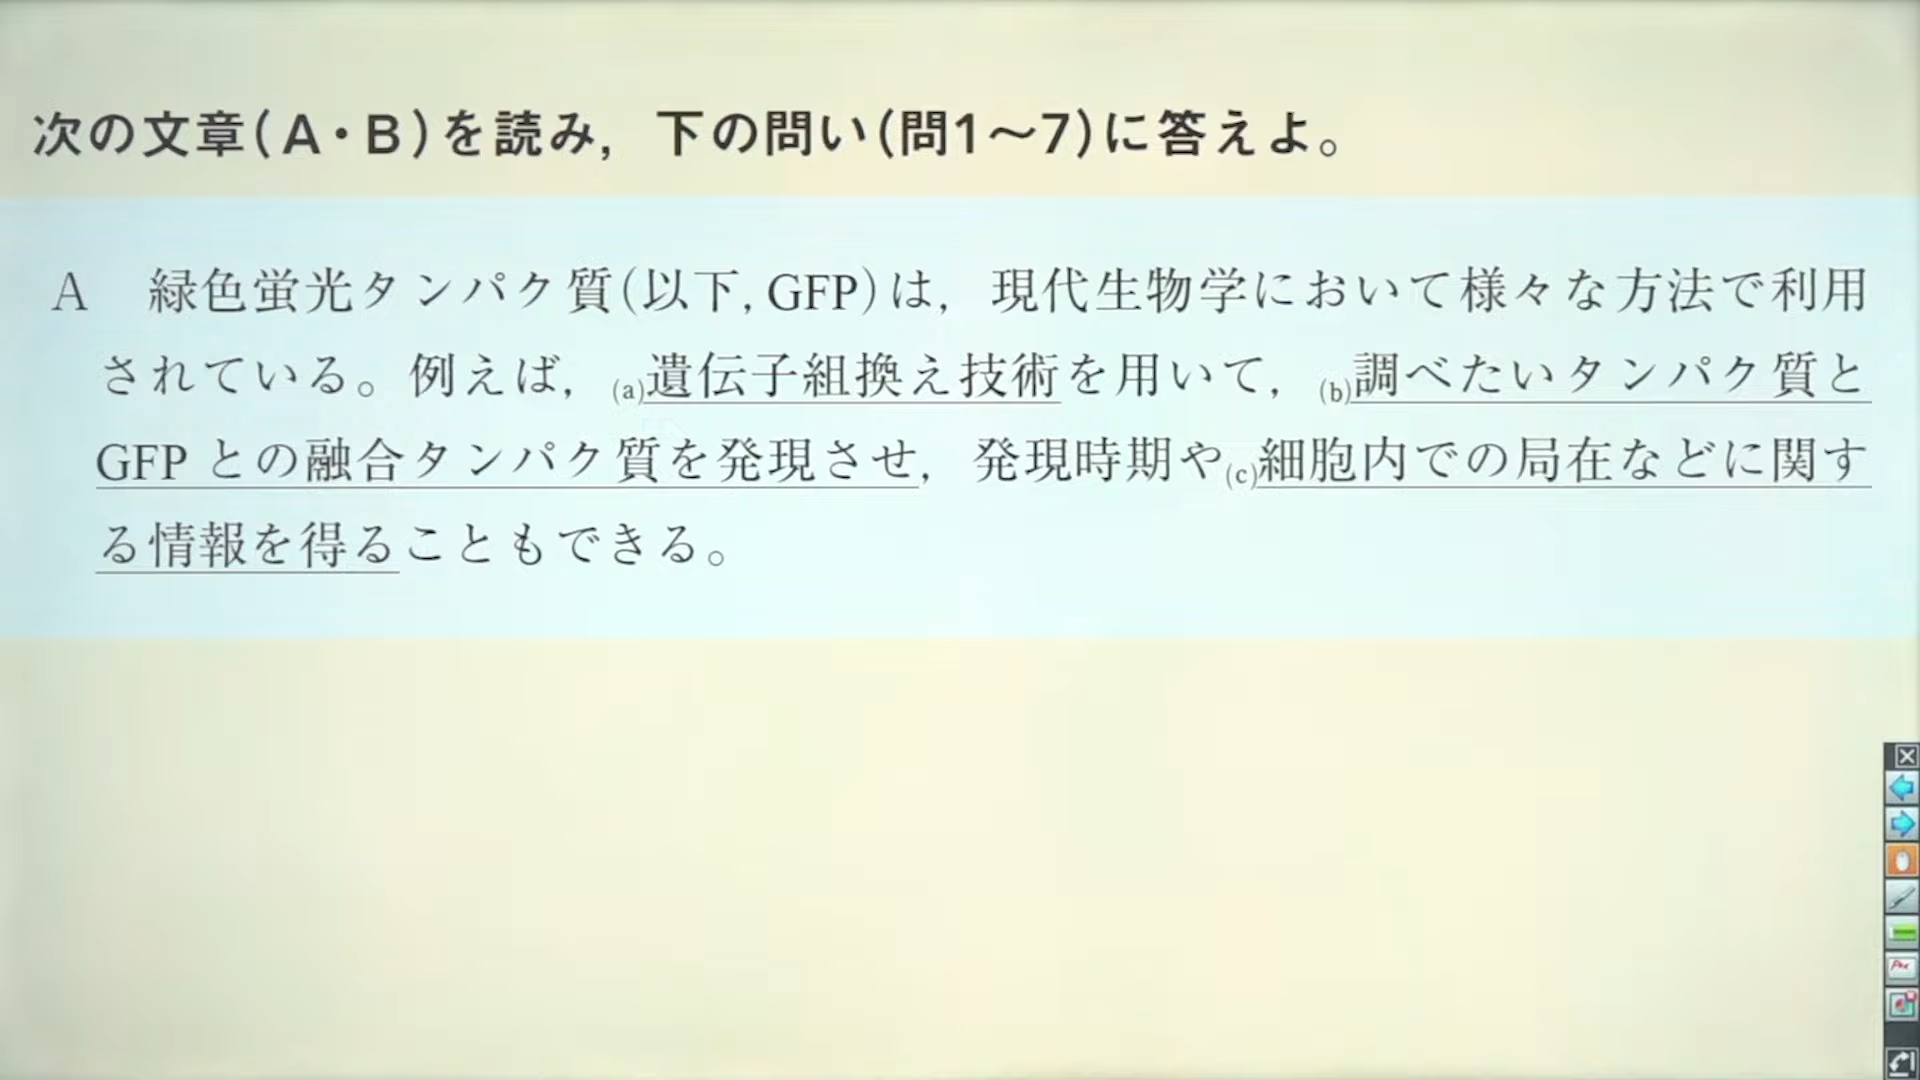 次の文章(A・B)を読み，下の問い(問1～7)に答えよ。
A　緑色蛍光タンパク質(以下, GFP)は，現代生物学において様々な方法で利用
されている。例えば，(a)遺伝子組換え技術を用いて，(b)調べたいタンパク質と
GFP との融合タンパク質を発現させ，発現時期や(c)細胞内での局在などに関す
る情報を得ることもできる。